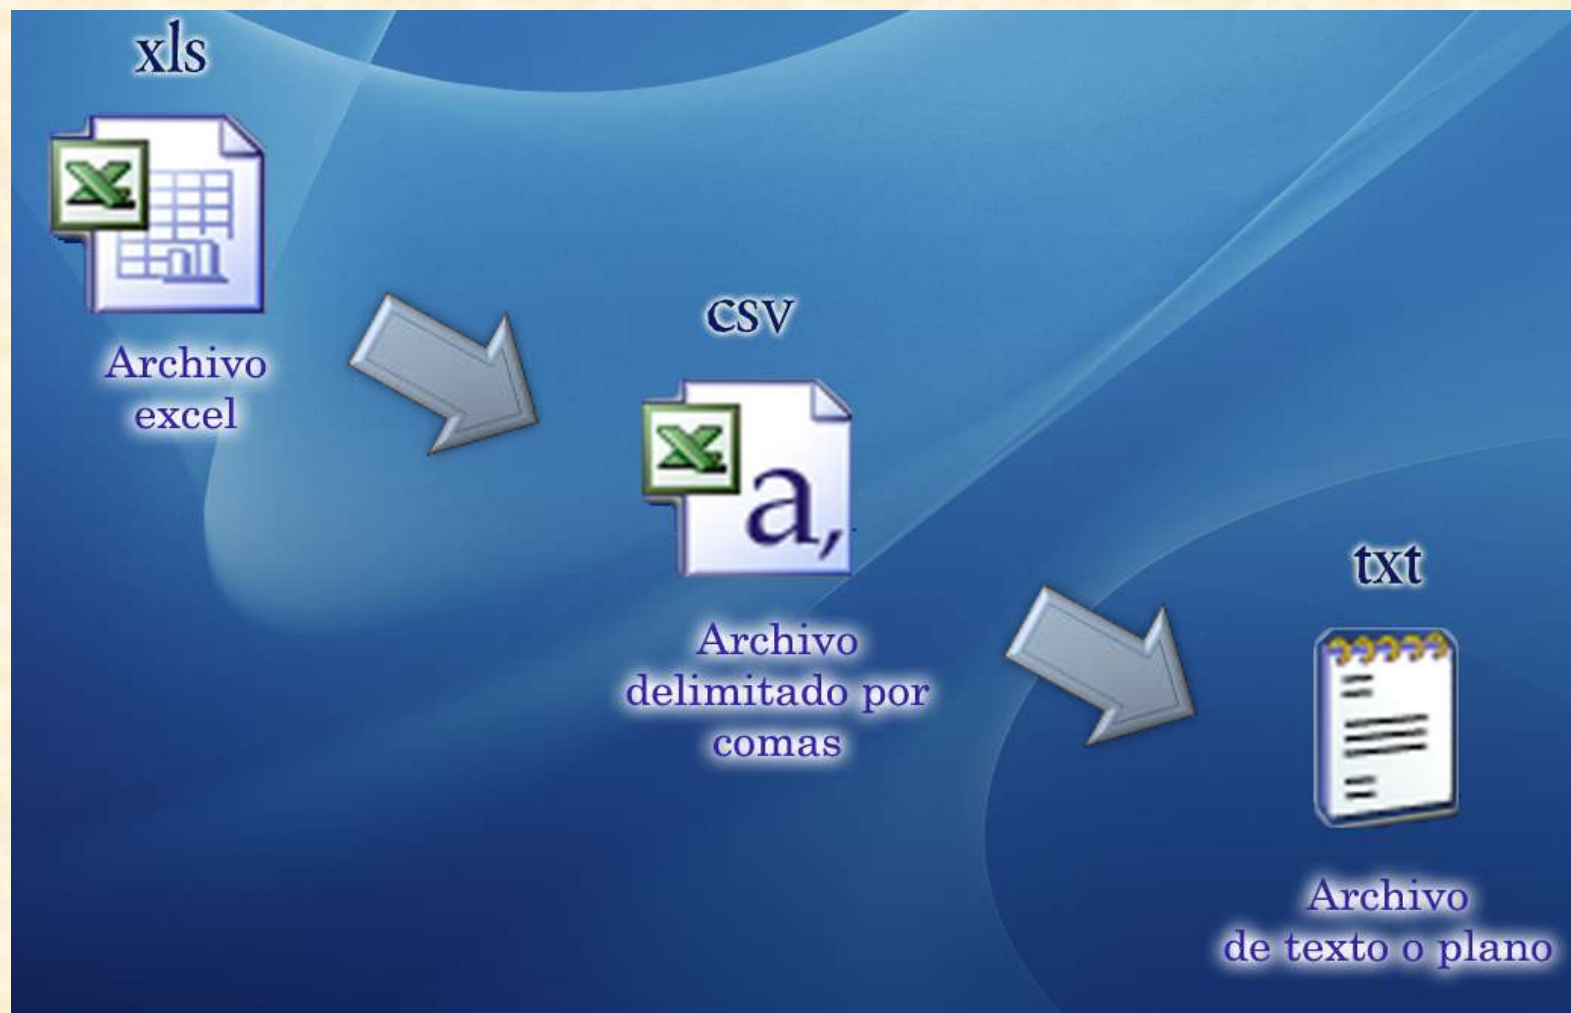 xls
Archivo
excel
csv
a,
Archivo
delimitado por
comas
txt
Archivo
de texto o plano